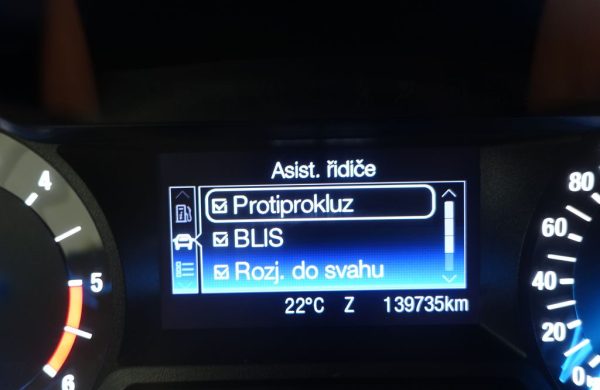 Asist. řidiče
Protiprokluz
BLIS
Rozj. do svahu
22°C Z 139735km
4
5
6
80
60
40
20
0